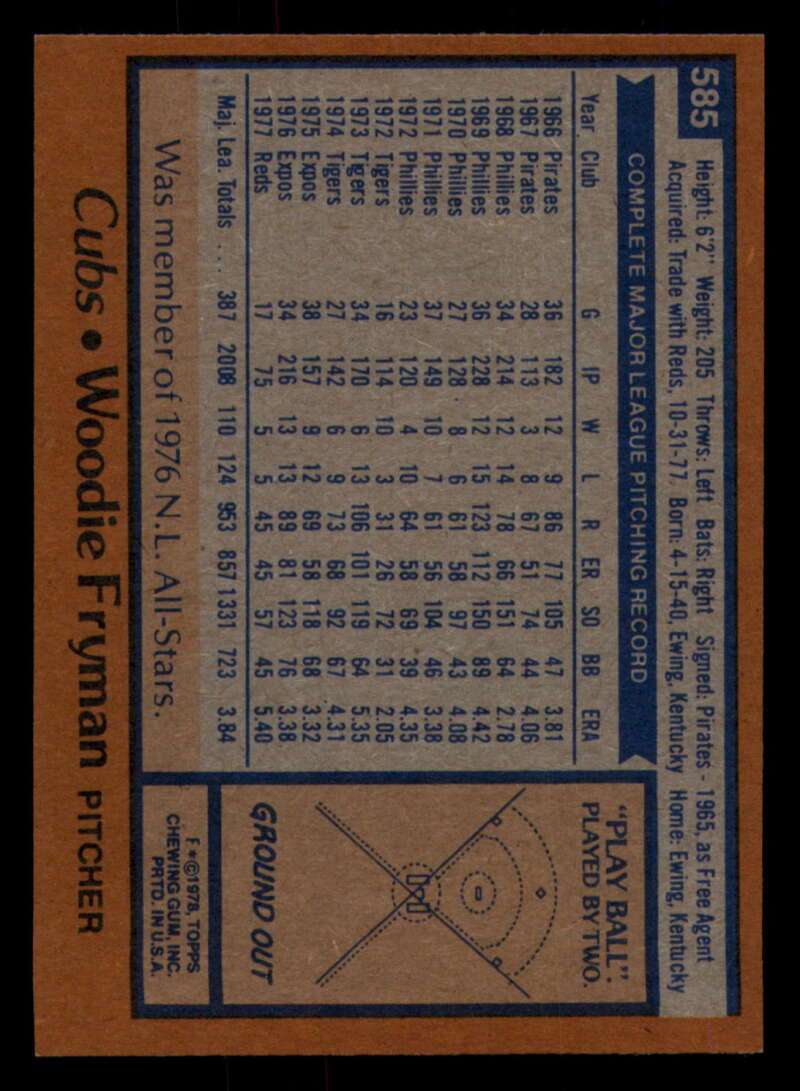 585
Height: 6'2" Weight: 205 Throws: Left Bats: Right Signed: Pirates - 1965, as Free Agent
Acquired: Trade with Reds, 10-31-77. Born: 4-15-40, Ewing, Kentucky Home: Ewing, Kentucky
COMPLETE MAJOR LEAGUE PITCHING RECORD
Year Club G IP W L R ER SO BB ERA
1966 Pirates 36 182 12 9 86 77 105 47 3.81
1967 Pirates 28 113 3 8 67 51 74 44 4.06
1968 Phillies 34 214 12 14 78 66 151 64 2.78
1969 Phillies 36 228 12 15 123 112 150 89 4.42
1970 Phillies 27 128 8 6 61 58 97 43 4.08
1971 Phillies 37 149 10 7 61 56 104 46 3.38
1972 Phillies 23 120 4 10 64 58 69 39 4.35
1972 Tigers 16 114 10 3 31 26 72 31 2.05
1973 Tigers 34 170 6 13 106 101 119 64 5.35
1974 Tigers 27 142 6 9 73 68 92 67 4.31
1975 Expos 38 157 9 12 69 58 118 68 3.32
1976 Expos 34 216 13 13 89 81 123 76 3.38
1977 Reds 17 75 5 5 45 45 57 45 5.40
Maj. Lea. Totals ... 387 2008 110 124 953 857 1331 723 3.84
Was member of 1976 N.L. All-Stars.
"PLAY BALL":
PLAYED BY TWO.
GROUND OUT
F*©1978, TOPPS
CHEWING GUM, INC.
PRTD. IN U.S.A.
Cubs • Woodie Fryman PITCHER